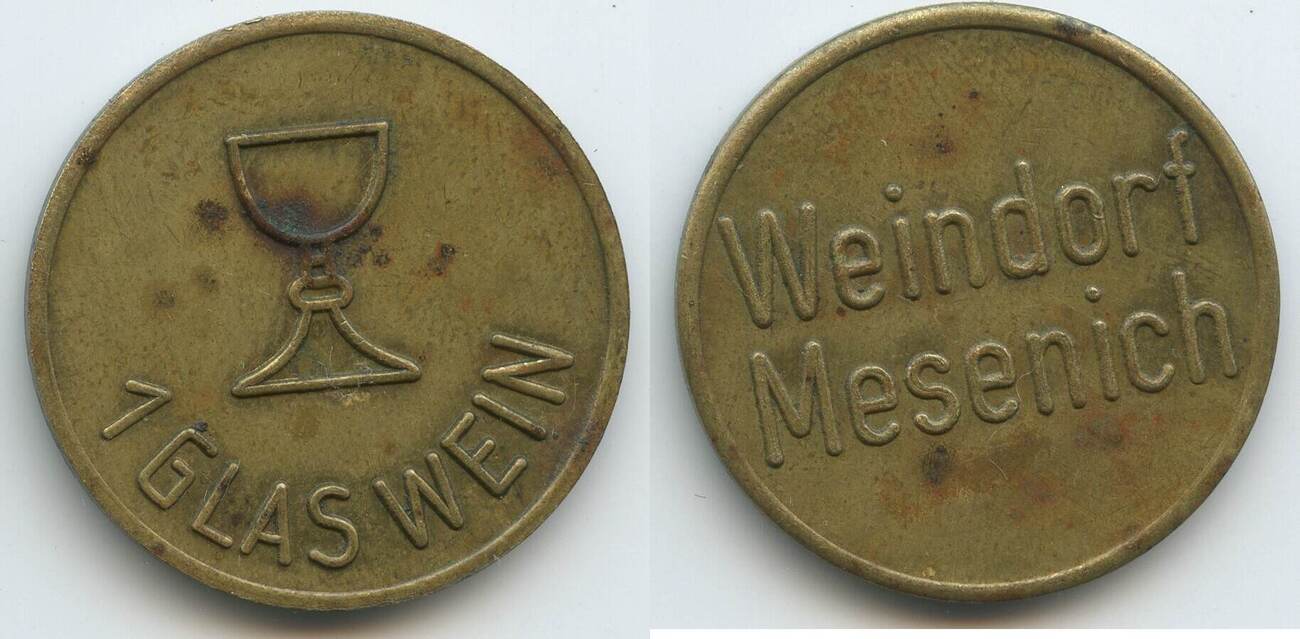 1 GLAS WEIN
Weindorf
Mesenich